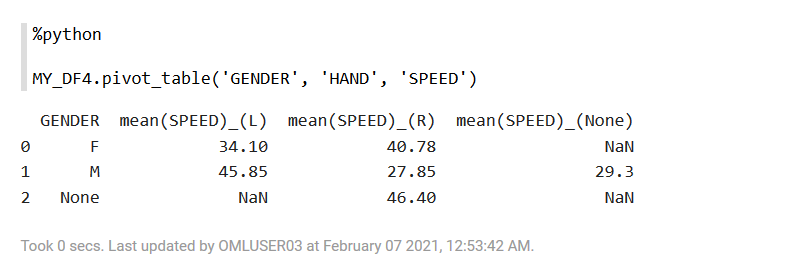 %python
MY_DF4.pivot_table('GENDER', 'HAND', 'SPEED')
GENDER mean(SPEED)_(L) mean(SPEED)_(R) mean(SPEED)_(None)
0 F 34.10 40.78 NaN
1 M 45.85 27.85 29.3
2 None NaN 46.40 NaN
Took 0 secs. Last updated by OMLUSER03 at February 07 2021, 12:53:42 AM.